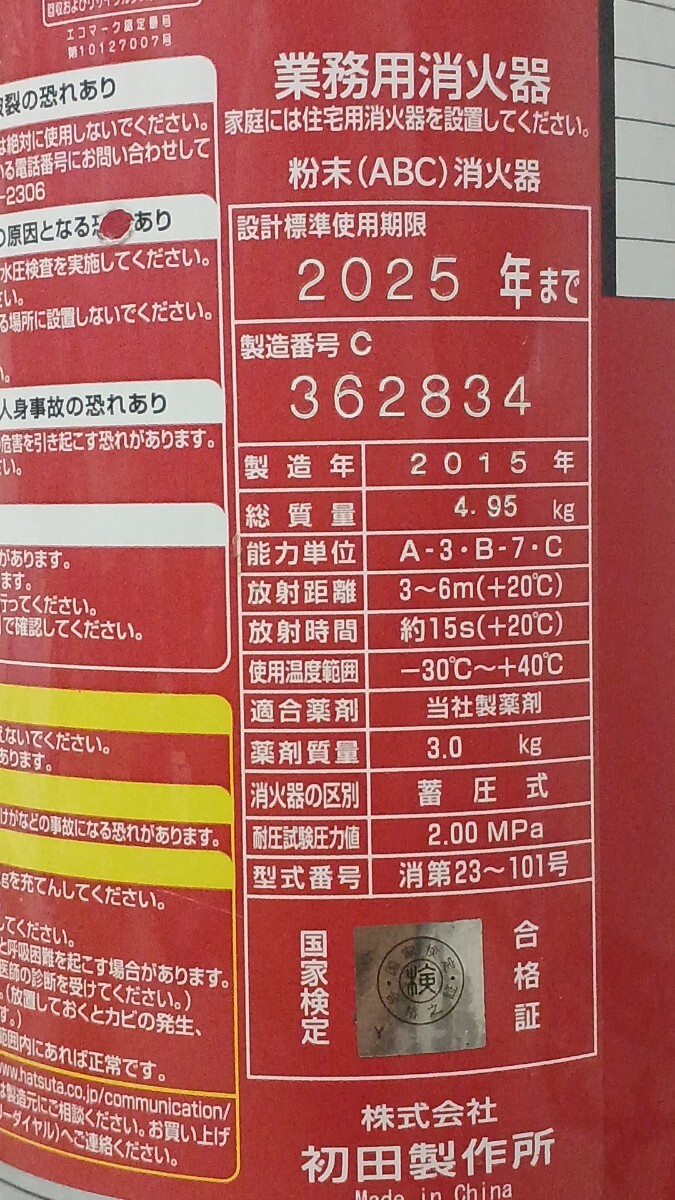 エコマーク認定番号
第10127007号
破裂の恐れあり
は絶対に使用しないでください。
いる電話番号にお問い合わせして
-2306
の原因となる恐 あり
水圧検査を実施してください。
さい。
る場所に設置しないでください。
人身事故の恐れあり
危害を引き起こす恐れがあります。
さい。
があります。
ます。
行ってください。
で確認してください。
えないでください。
あります。
けがなどの事故になる恐れがあります。
を充てんしてください。
してください。
と呼吸困難を起こす場合があります。
医師の診断を受けてください。)
。(放置しておくとカビの発生、
す。)
範囲内にあれば正常です。
www.hatsuta.co.jp/communication/
は製造元にご相談ください。お買い上げ
リーダイヤル)へご連絡ください。
業務用消火器
家庭には住宅用消火器を設置してください。
粉末(ABC)消火器
設計標準使用期限
2025 年まで
製造番号 C
362834
製造年 2015年
総質量 4.95 kg
能力単位 A-3・B-7・C
放射距離 3~6m(+20℃)
放射時間 約15s(+20℃)
使用温度範囲 -30℃~+40℃
適合薬剤 当社製薬剤
薬剤質量 3.0 kg
消火器の区別 蓄圧式
耐圧試験圧力値 2.00 MPa
型式番号 消第23~101号
国家検定
検
Y
合格証
株式会社
初田製作所
Made in China